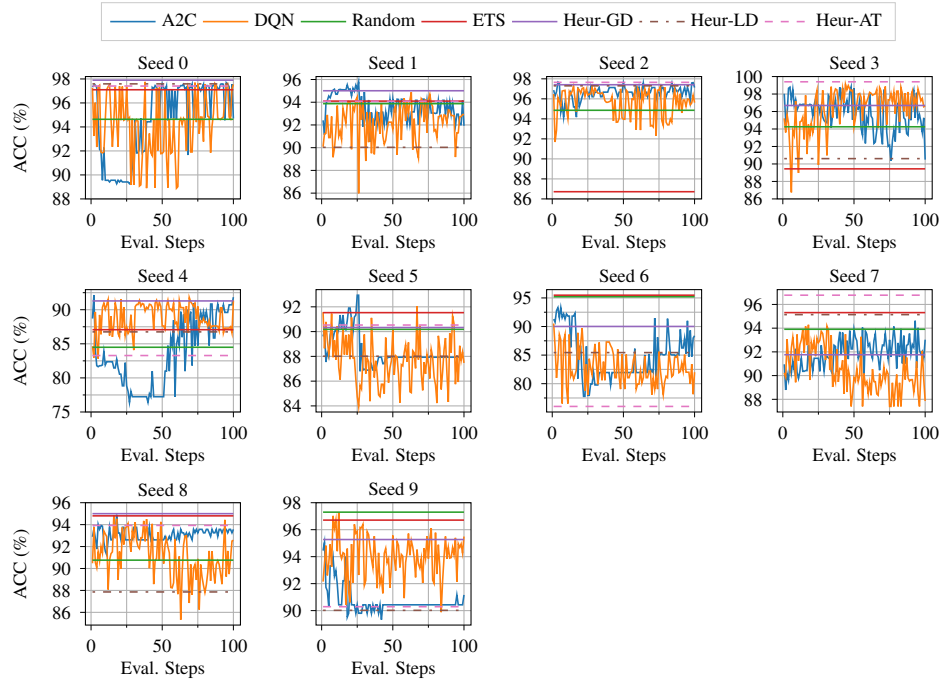 A2C DQN Random ETS Heur-GD Heur-LD Heur-AT
Seed 0 Seed 1 Seed 2 Seed 3
ACC (%)
98 96 94 92 90 88
96 94 92 90 88 86
98 96 94 92 90 88 86
100 98 96 94 92 90 88 86
0 50 100 0 50 100 0 50 100 0 50 100
Eval. Steps Eval. Steps Eval. Steps Eval. Steps
Seed 4 Seed 5 Seed 6 Seed 7
ACC (%)
90 85 80 75
92 90 88 86 84
95 90 85 80
96 94 92 90 88
0 50 100 0 50 100 0 50 100 0 50 100
Eval. Steps Eval. Steps Eval. Steps Eval. Steps
Seed 8 Seed 9
ACC (%)
96 94 92 90 88 86
98 96 94 92 90
0 50 100 0 50 100
Eval. Steps Eval. Steps